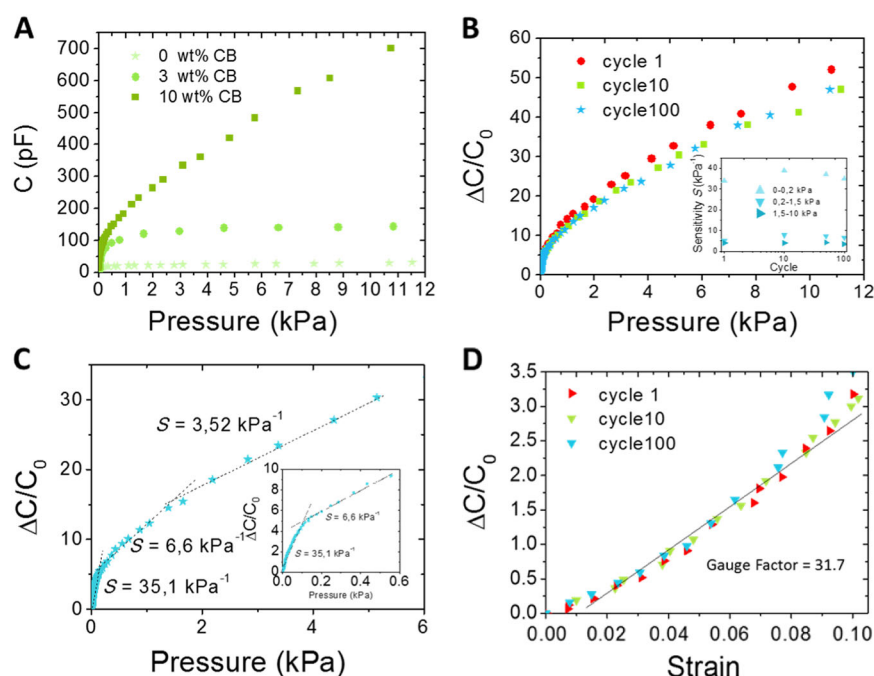 A
700
600
500
400
300
200
100
0
C (pF)
0 wt% CB
3 wt% CB
10 wt% CB
0 1 2 3 4 5 6 7 8 9 10 11 12
Pressure (kPa)
B
60
50
40
30
20
10
0
ΔC/C₀
cycle 1
cycle10
cycle100
Sensitivity S (kPa⁻¹)
40
30
20
10
0
0-0,2 kPa
0,2-1,5 kPa
1,5-10 kPa
1 10 100
Cycle
0 2 4 6 8 10 12
Pressure (kPa)
C
30
20
10
0
ΔC/C₀
S = 3,52 kPa⁻¹
S = 6,6 kPa⁻¹
S = 35,1 kPa⁻¹
10
8
6
4
2
0
ΔC/C₀
S = 6,6 kPa⁻¹
S = 35,1 kPa⁻¹
0.0 0.2 0.4 0.6
Pressure (kPa)
0 2 4 6
Pressure (kPa)
D
3.5
3.0
2.5
2.0
1.5
1.0
0.5
0.0
ΔC/C₀
cycle 1
cycle10
cycle100
Gauge Factor = 31.7
0.00 0.02 0.04 0.06 0.08 0.10
Strain